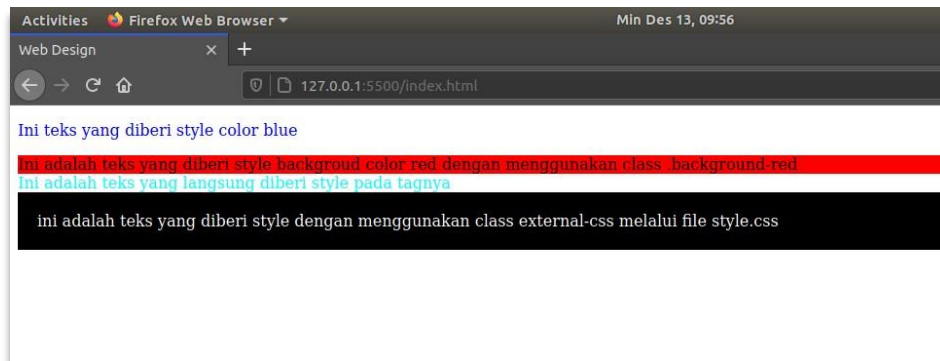 Activities Firefox Web Browser Min Des 13, 09:56
Web Design
127.0.0.1:5500/index.html
Ini teks yang diberi style color blue
Ini adalah teks yang diberi style backgroud color red dengan menggunakan class .background-red
Ini adalah teks yang langsung diberi style pada tagnya
ini adalah teks yang diberi style dengan menggunakan class external-css melalui file style.css